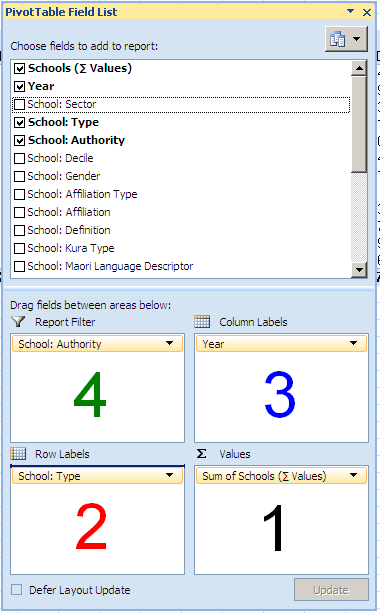 PivotTable Field List
Choose fields to add to report:
Schools (Σ Values)
Year
School: Sector
School: Type
School: Authority
School: Decile
School: Gender
School: Affiliation Type
School: Affiliation
School: Definition
School: Kura Type
School: Maori Language Descriptor
Drag fields between areas below:
Report Filter
School: Authority
4
Column Labels
Year
3
Row Labels
School: Type
2
Σ Values
Sum of Schools (Σ Values)
1
Defer Layout Update
Update